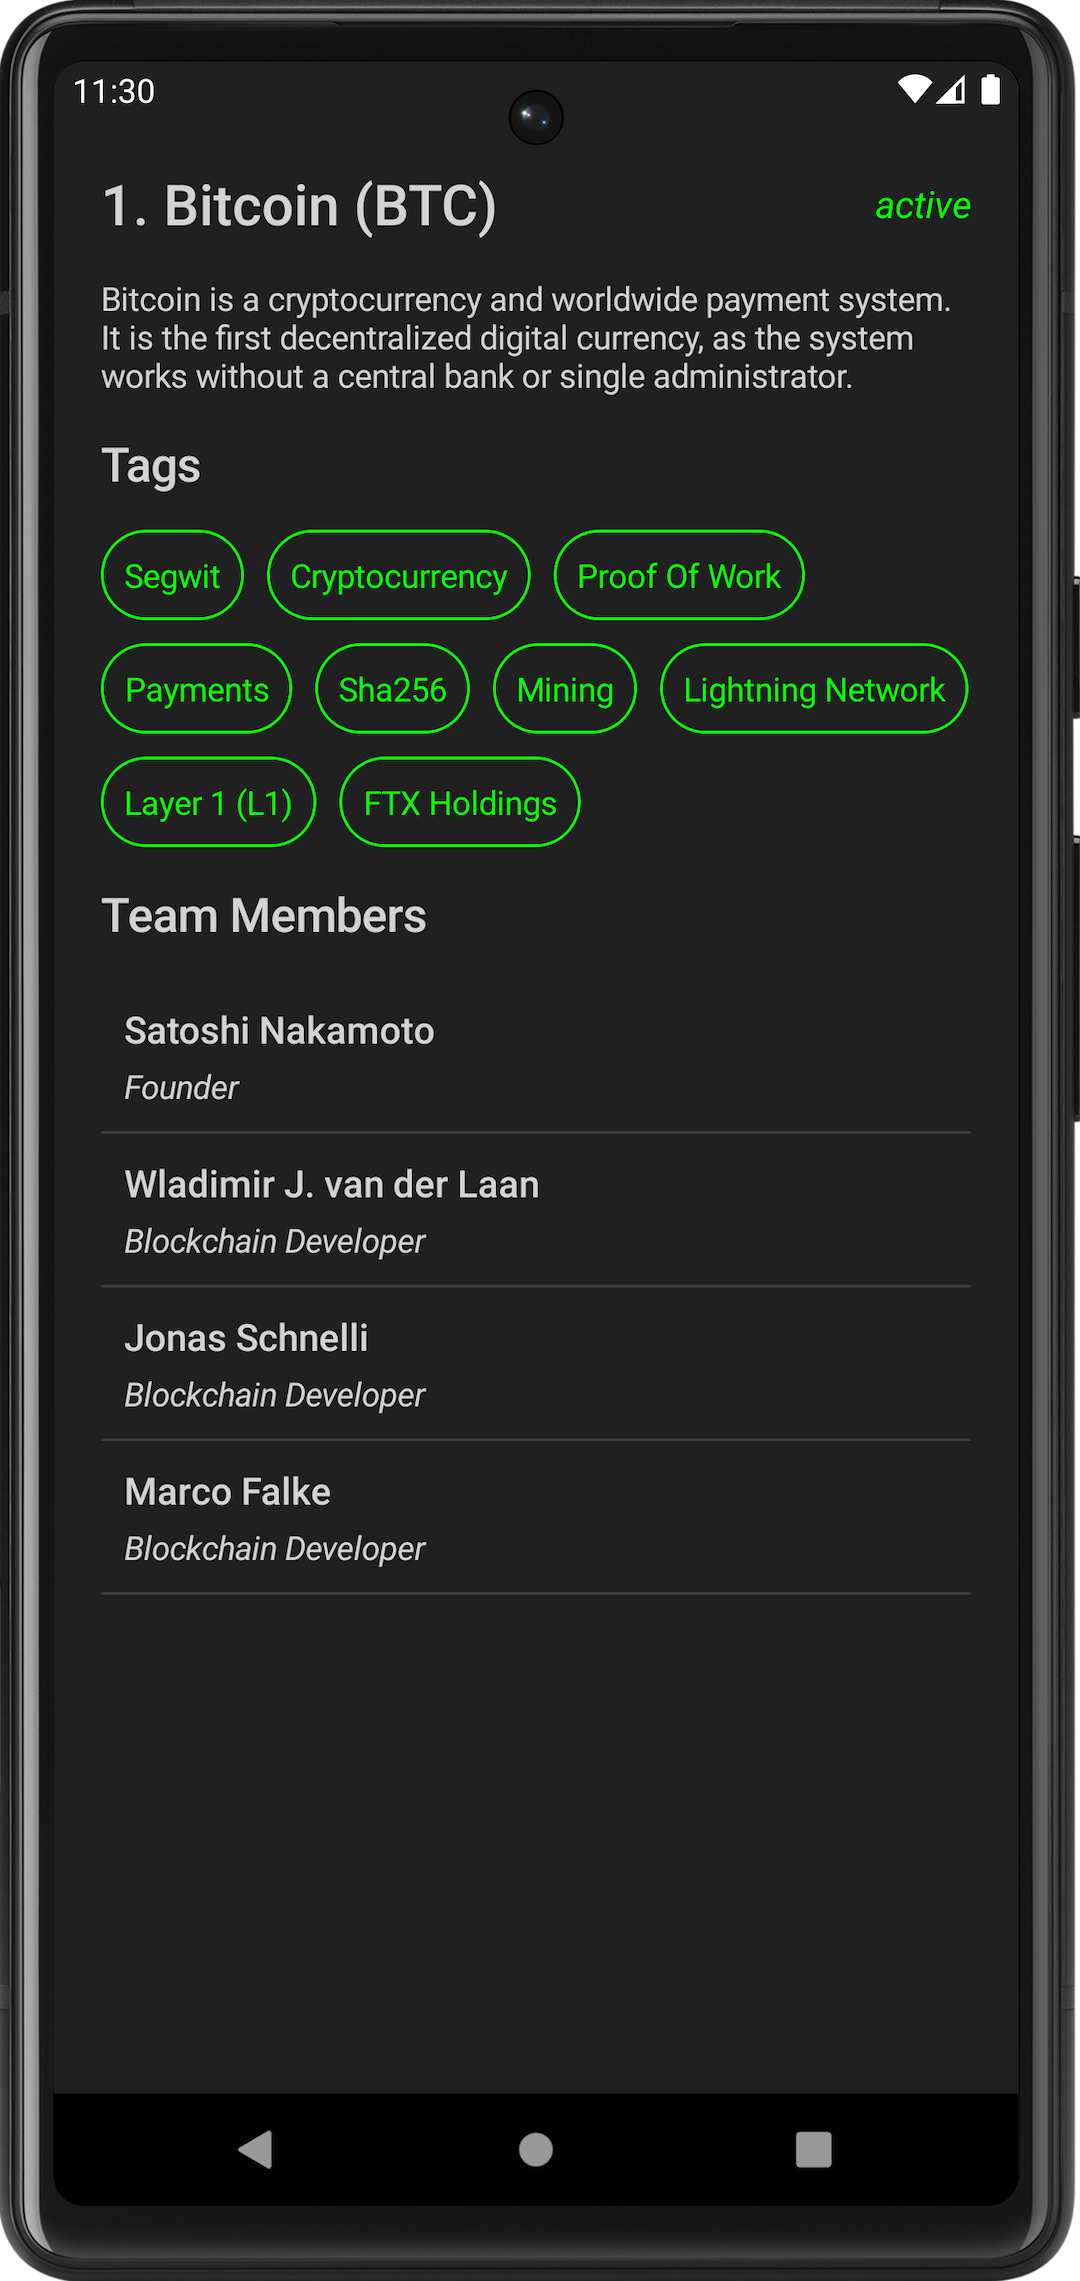 11:30
1. Bitcoin (BTC) active
Bitcoin is a cryptocurrency and worldwide payment system.
It is the first decentralized digital currency, as the system
works without a central bank or single administrator.
Tags
Segwit Cryptocurrency Proof Of Work
Payments Sha256 Mining Lightning Network
Layer 1 (L1) FTX Holdings
Team Members
Satoshi Nakamoto
Founder
Wladimir J. van der Laan
Blockchain Developer
Jonas Schnelli
Blockchain Developer
Marco Falke
Blockchain Developer